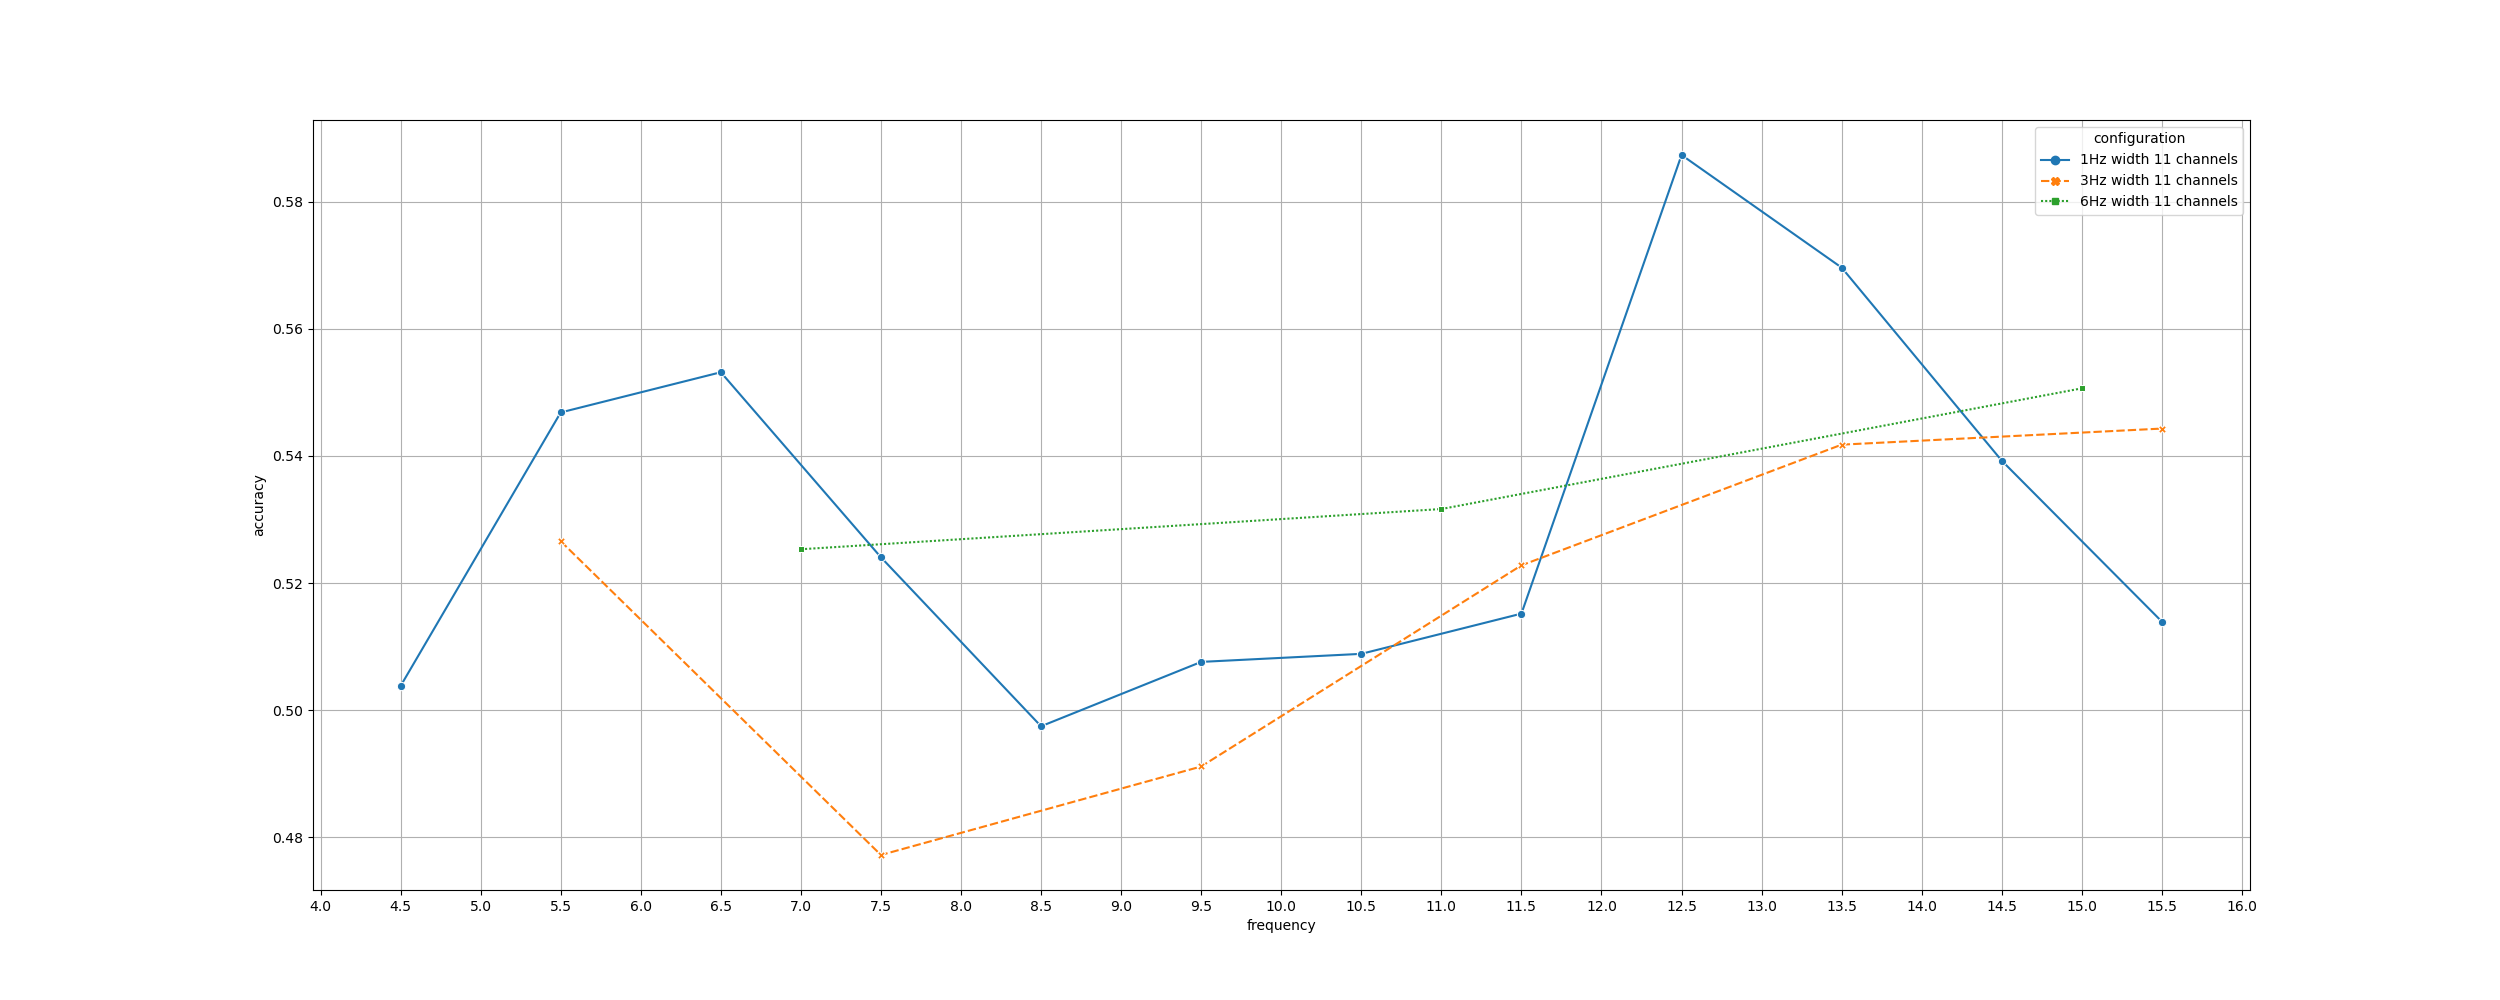 configuration
1Hz width 11 channels
3Hz width 11 channels
6Hz width 11 channels
accuracy
0.58
0.56
0.54
0.52
0.50
0.48
4.0 4.5 5.0 5.5 6.0 6.5 7.0 7.5 8.0 8.5 9.0 9.5 10.0 10.5 11.0 11.5 12.0 12.5 13.0 13.5 14.0 14.5 15.0 15.5 16.0
frequency